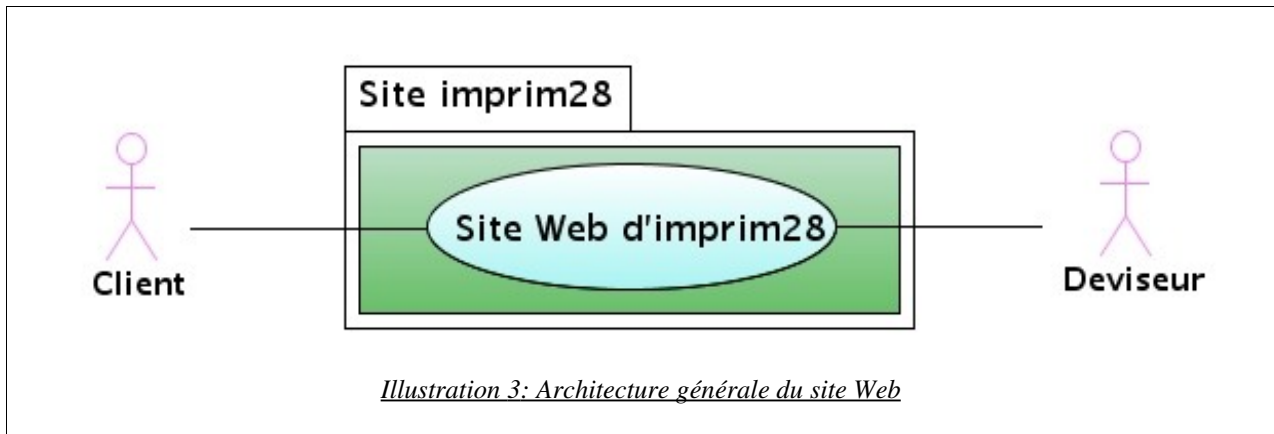 Site imprim28
Site Web d'imprim28
Client
Deviseur
Illustration 3: Architecture générale du site Web